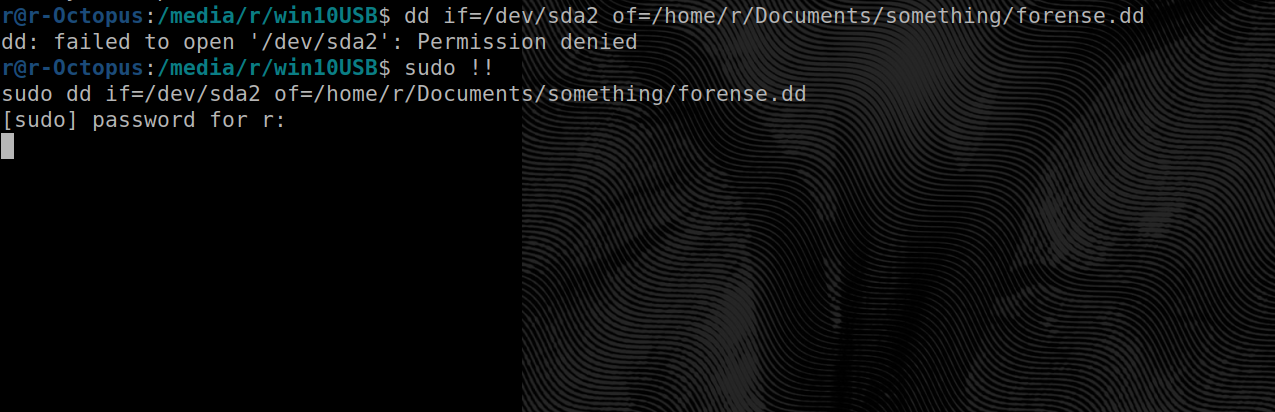 r@r-Octopus:/media/r/win10USB$ dd if=/dev/sda2 of=/home/r/Documents/something/forense.dd
dd: failed to open '/dev/sda2': Permission denied
r@r-Octopus:/media/r/win10USB$ sudo !!
sudo dd if=/dev/sda2 of=/home/r/Documents/something/forense.dd
[sudo] password for r: